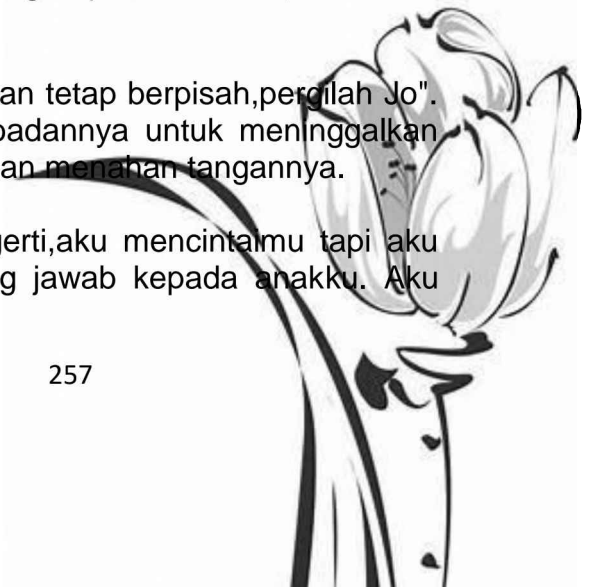 an tetap berpisah,pergilah Jo".
badannya untuk meninggalkan
an menahan tangannya.
gerti,aku mencintaimu tapi aku
g jawab kepada anakku. Aku
257